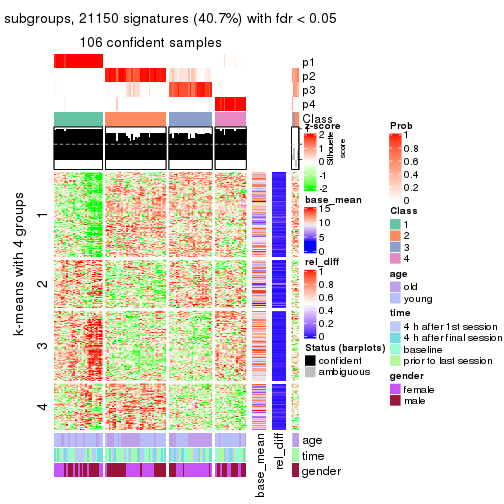 subgroups, 21150 signatures (40.7%) with fdr < 0.05
106 confident samples
p1
p2
p3
p4
Class
z-score
2
1
0
-1
-2
Silhouette
score
base_mean
15
10
5
0
rel_diff
1
0.8
0.6
0.4
0.2
0
Status (barplots)
confident
ambiguous
Prob
1
0.8
0.6
0.4
0.2
0
Class
1
2
3
4
age
old
young
time
4 h after 1st session
4 h after final session
baseline
prior to last session
gender
female
male
k-means with 4 groups
1
2
3
4
age
time
gender
base_mean
rel_diff